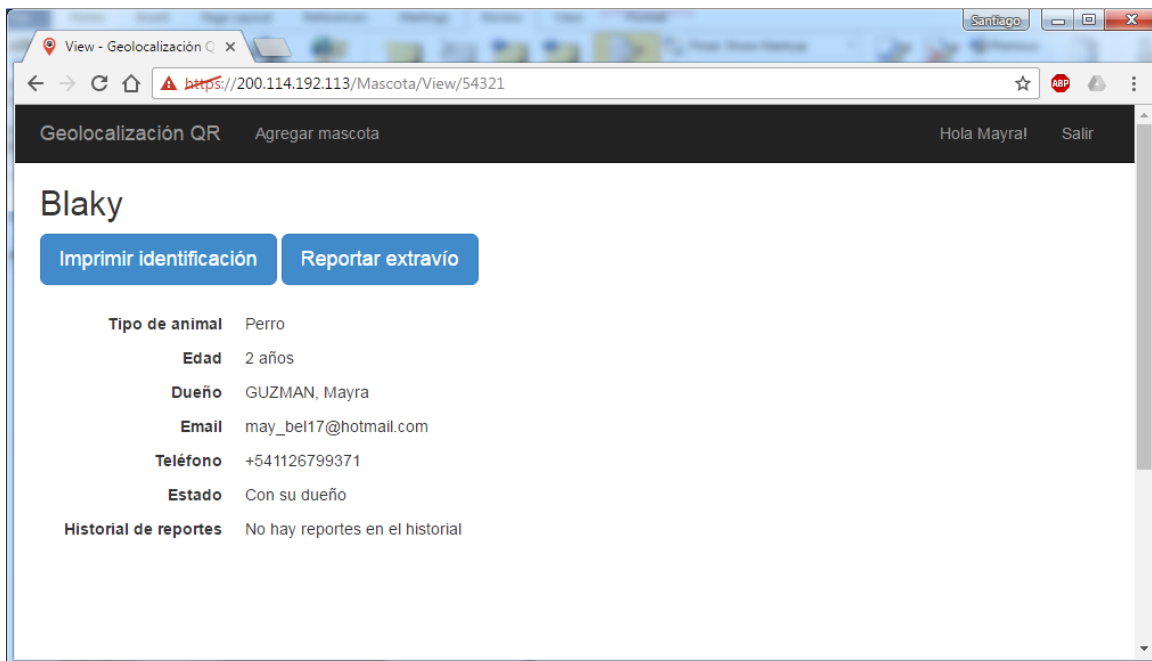 Santiago
View - Geolocalización Q
https://200.114.192.113/Mascota/View/54321
ABP
Geolocalización QR Agregar mascota Hola Mayra! Salir
Blaky
Imprimir identificación Reportar extravío
Tipo de animal Perro
Edad 2 años
Dueño GUZMAN, Mayra
Email may_bel17@hotmail.com
Teléfono +541126799371
Estado Con su dueño
Historial de reportes No hay reportes en el historial